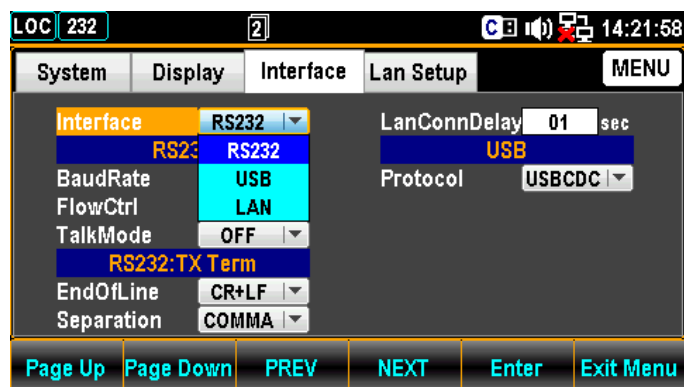 LOC 232 2 C 14:21:58
System Display Interface Lan Setup MENU
Interface RS232 LanConnDelay 01 sec
RS23 RS232 USB
BaudRate USB Protocol USBCDC
FlowCtrl LAN
TalkMode OFF
RS232:TX Term
EndOfLine CR+LF
Separation COMMA
Page Up Page Down PREV NEXT Enter Exit Menu